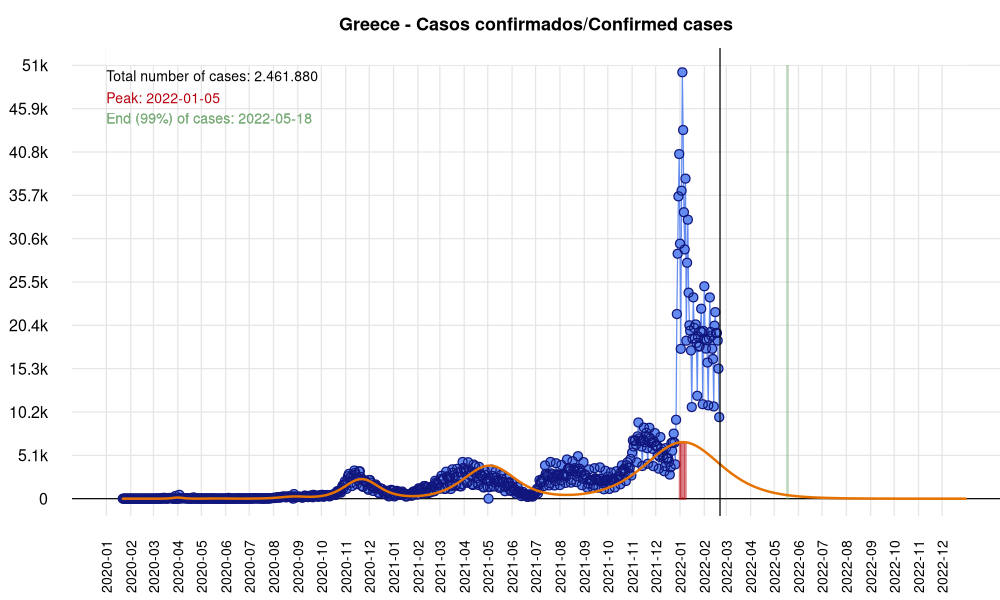 Greece - Casos confirmados/Confirmed cases
Total number of cases: 2.461.880
Peak: 2022-01-05
End (99%) of cases: 2022-05-18
51k
45.9k
40.8k
35.7k
30.6k
25.5k
20.4k
15.3k
10.2k
5.1k
0
2020-01
2020-02
2020-03
2020-04
2020-05
2020-06
2020-07
2020-08
2020-09
2020-10
2020-11
2020-12
2021-01
2021-02
2021-03
2021-04
2021-05
2021-06
2021-07
2021-08
2021-09
2021-10
2021-11
2021-12
2022-01
2022-02
2022-03
2022-04
2022-05
2022-06
2022-07
2022-08
2022-09
2022-10
2022-11
2022-12